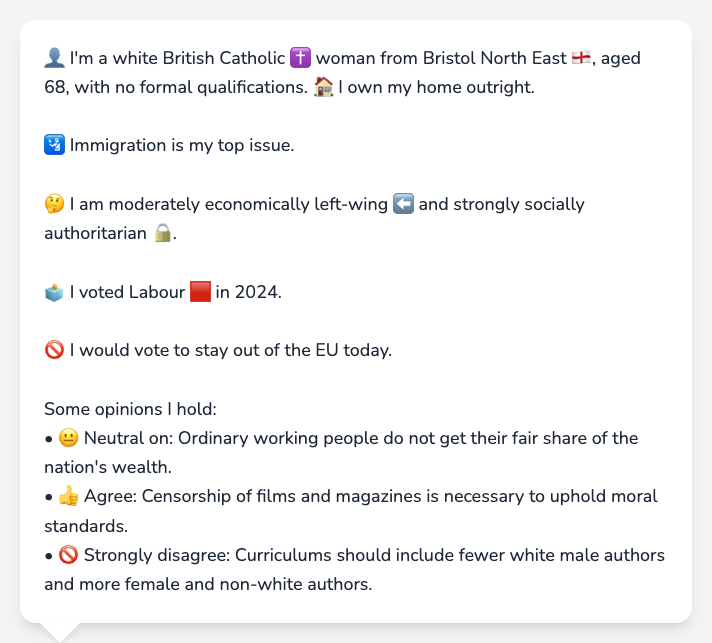 👤 I'm a white British Catholic ✝️ woman from Bristol North East 🏴󠁧󠁢󠁥󠁮󠁧󠁿, aged
68, with no formal qualifications. 🏠 I own my home outright.
🛂 Immigration is my top issue.
🤔 I am moderately economically left-wing ⬅️ and strongly socially
authoritarian 🔒.
🗳️ I voted Labour 🟥 in 2024.
🚫 I would vote to stay out of the EU today.
Some opinions I hold:
• 😐 Neutral on: Ordinary working people do not get their fair share of the
nation's wealth.
• 👍 Agree: Censorship of films and magazines is necessary to uphold moral
standards.
• 🚫 Strongly disagree: Curriculums should include fewer white male authors
and more female and non-white authors.